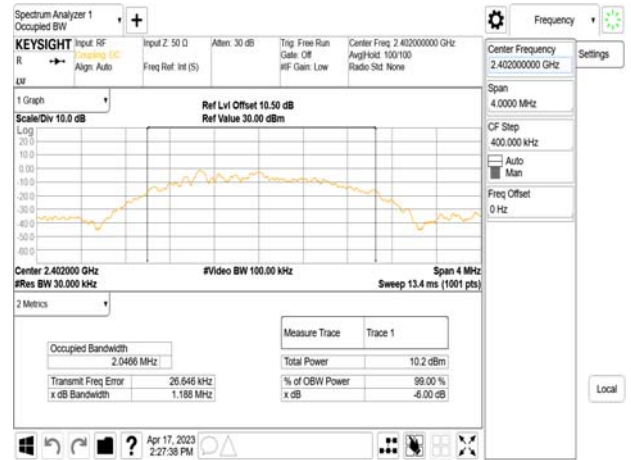 Spectrum Analyzer 1
Occupied BW
+
Frequency
KEYSIGHT
R
Input: RF
Coupling: DC
Align: Auto
Input Z: 50 Ω
Freq Ref: Int (S)
Atten: 30 dB
Trig: Free Run
Gate: Off
#IF Gain: Low
Center Freq: 2.402000000 GHz
Avg|Hold: 100/100
Radio Std: None
Center Frequency
2.402000000 GHz
Settings
Span
4.0000 MHz
CF Step
400.000 kHz
Auto
Man
Freq Offset
0 Hz
1 Graph
Scale/Div 10.0 dB
Ref Lvl Offset 10.50 dB
Ref Value 30.00 dBm
Log
20.0
10.0
0.00
-10.0
-20.0
-30.0
-40.0
-50.0
-60.0
Center 2.402000 GHz
#Video BW 100.00 kHz
Span 4 MHz
#Res BW 30.000 kHz
Sweep 13.4 ms (1001 pts)
2 Metrics
Measure Trace Trace 1
Occupied Bandwidth
2.0466 MHz
Total Power 10.2 dBm
Transmit Freq Error 26.646 kHz
% of OBW Power 99.00 %
x dB Bandwidth 1.188 MHz
x dB -6.00 dB
Local
?
Apr 17, 2023
2:27:38 PM